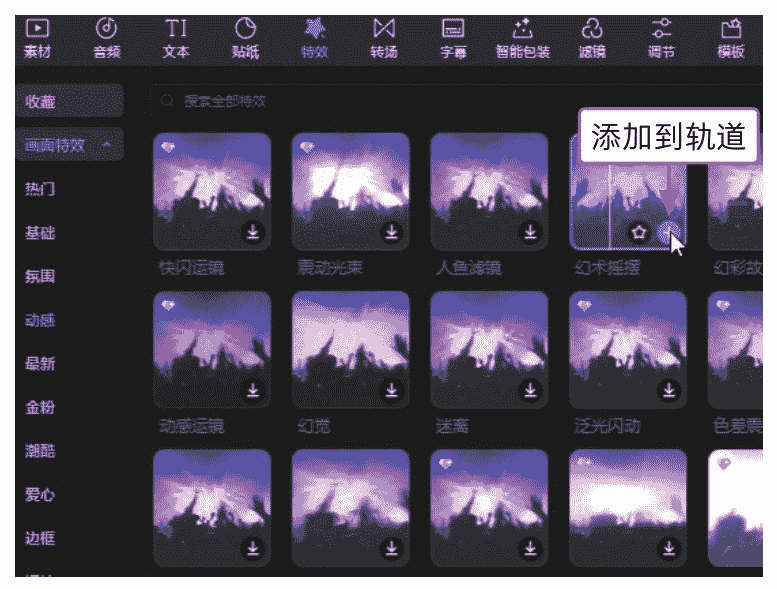 素材 音频 文本 贴纸 特效 转场 字幕 智能包装 滤镜 调节 模板
收藏
搜索全部特效
添加到轨道
画面特效
热门
基础
快闪运镜 震动光束 人鱼滤镜 幻术摇摆 幻彩故
氛围
动感
最新
金粉
动感运镜 幻觉 迷离 泛光闪动 色差震
潮酷
爱心
边框